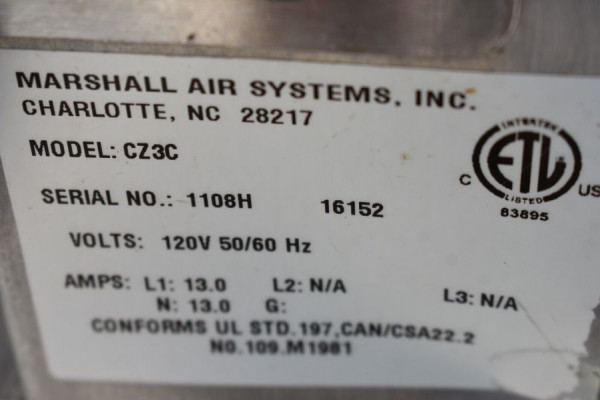 MARSHALL AIR SYSTEMS, INC.
CHARLOTTE, NC 28217
MODEL: CZ3C
INTERTEK
ETL
C US
LISTED
83895
SERIAL NO.: 1108H 16152
VOLTS: 120V 50/60 Hz
AMPS: L1: 13.0 L2: N/A L3: N/A
N: 13.0 G:
CONFORMS UL STD.197,CAN/CSA22.2
NO.109.M1981